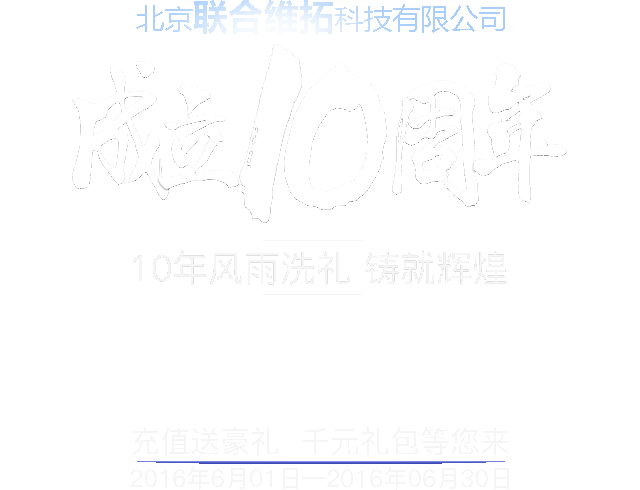 北京联合维拓科技有限公司
成立10周年
10年风雨洗礼 铸就辉煌
充值送豪礼 千元礼包等您来
2016年6月01日—2016年06月30日